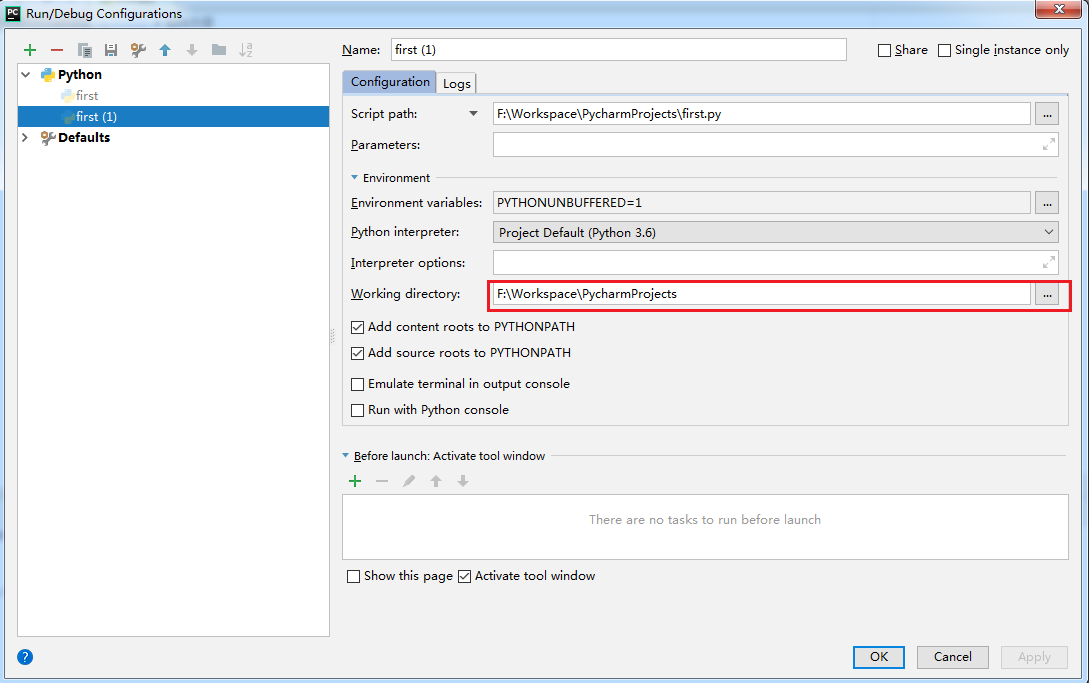 PC Run/Debug Configurations
Name: first (1) Share Single instance only
Python
first
first (1)
Defaults
Configuration Logs
Script path: F:\Workspace\PycharmProjects\first.py ...
Parameters:
Environment
Environment variables: PYTHONUNBUFFERED=1 ...
Python interpreter: Project Default (Python 3.6)
Interpreter options:
Working directory: F:\Workspace\PycharmProjects ...
Add content roots to PYTHONPATH
Add source roots to PYTHONPATH
Emulate terminal in output console
Run with Python console
Before launch: Activate tool window
There are no tasks to run before launch
Show this page Activate tool window
? OK Cancel Apply